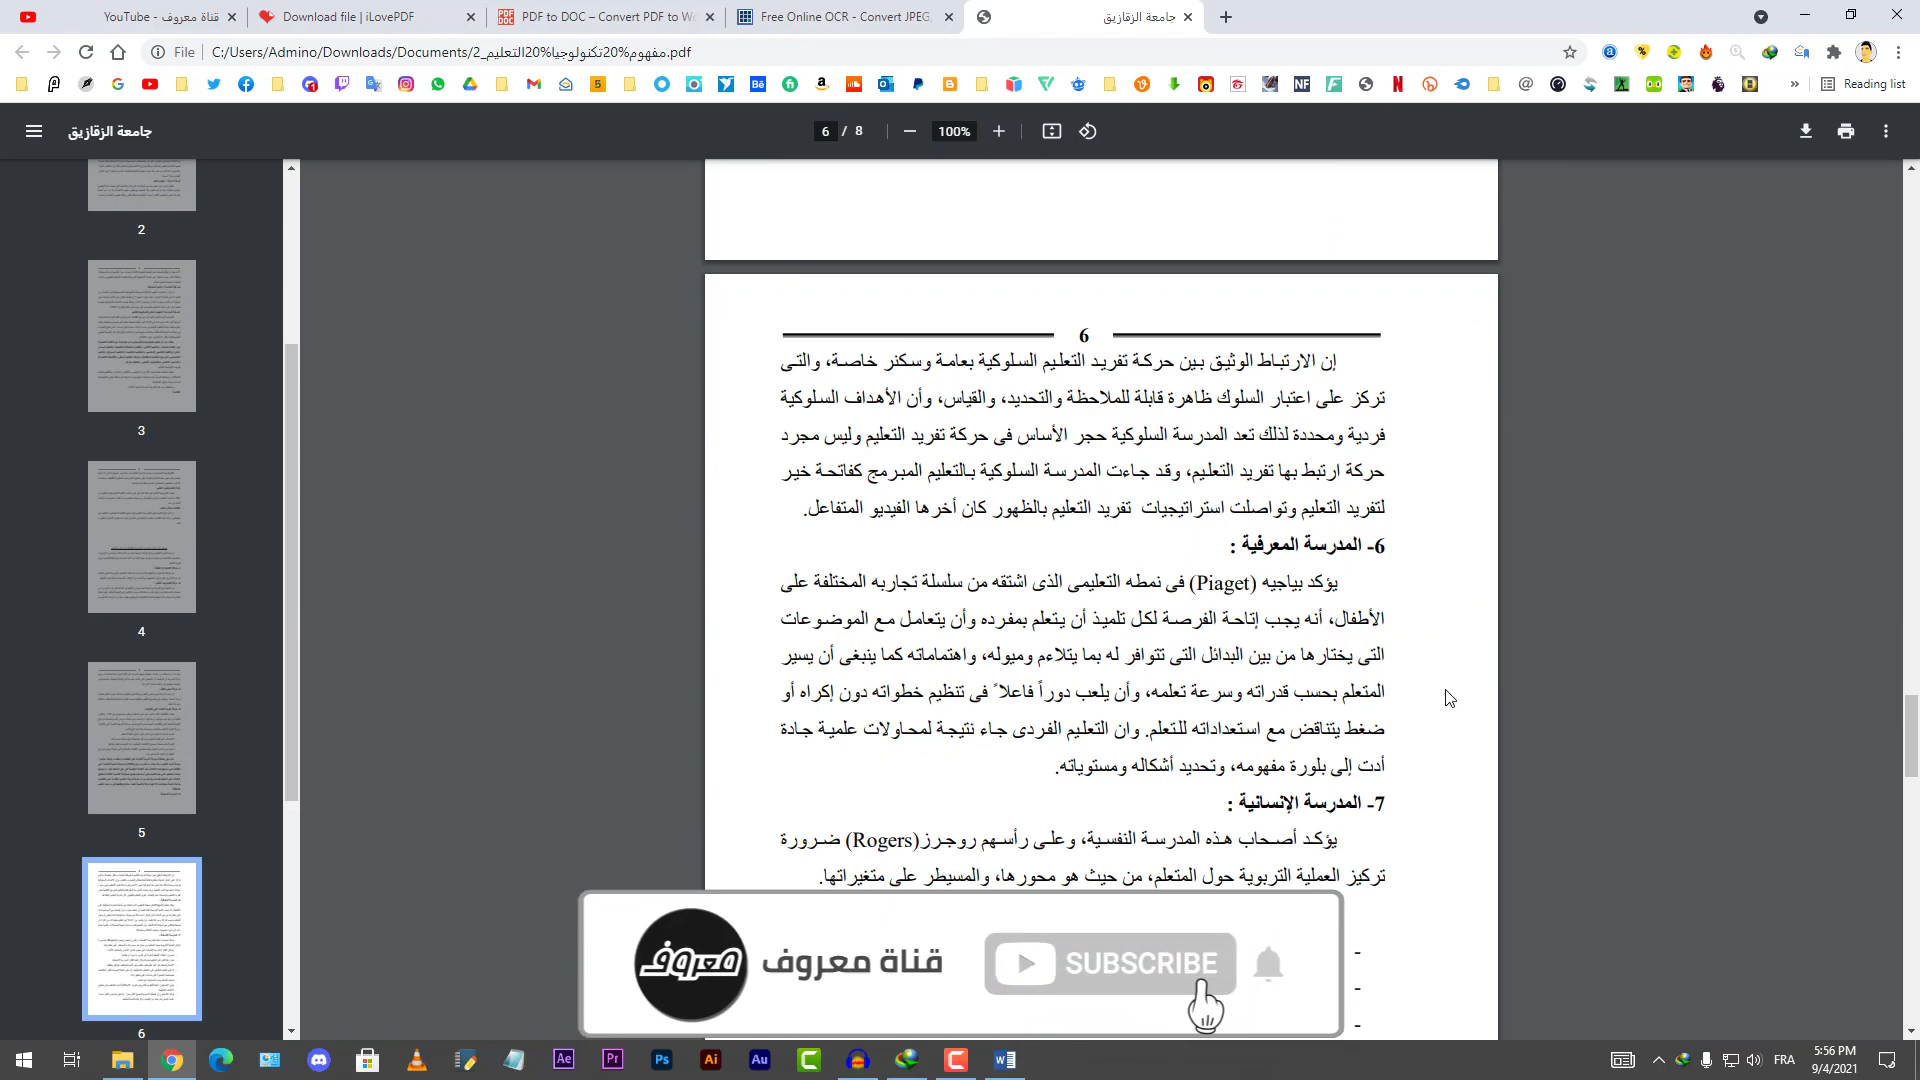 قناة معروف - YouTube
Download file | iLovePDF
PDF to DOC – Convert PDF to Wo
Free Online OCR - Convert JPEG,
جامعة الزقازيق
File
C:/Users/Admino/Downloads/Documents/2_مفهوم%20تكنولوجيا%20التعليم.pdf
Reading list
جامعة الزقازيق
6 / 8
100%
2
3
4
5
6
6
إن الارتباط الوثيق بين حركة تفريد التعليم السلوكية بعامة وسكنر خاصة، والتى
تركز على اعتبار السلوك ظاهرة قابلة للملاحظة والتحديد، والقياس، وأن الأهداف السلوكية
فردية ومحددة لذلك تعد المدرسة السلوكية حجر الأساس فى حركة تفريد التعليم وليس مجرد
حركة ارتبط بها تفريد التعليم، وقد جاءت المدرسة السلوكية بالتعليم المبرمج كفاتحة خير
لتفريد التعليم وتواصلت استراتيجيات تفريد التعليم بالظهور كان أخرها الفيديو المتفاعل.
6- المدرسة المعرفية :
يؤكد بياجيه (Piaget) فى نمطه التعليمى الذى اشتقه من سلسلة تجاربه المختلفة على
الأطفال، أنه يجب إتاحة الفرصة لكل تلميذ أن يتعلم بمفرده وأن يتعامل مع الموضوعات
التى يختارها من بين البدائل التى تتوافر له بما يتلاءم وميوله، واهتماماته كما ينبغى أن يسير
المتعلم بحسب قدراته وسرعة تعلمه، وأن يلعب دوراً فاعلاً فى تنظيم خطواته دون إكراه أو
ضغط يتناقض مع استعداداته للتعلم. وان التعليم الفردى جاء نتيجة لمحاولات علمية جادة
أدت إلى بلورة مفهومه، وتحديد أشكاله ومستوياته.
7- المدرسة الإنسانية :
يؤكد أصحاب هذه المدرسة النفسية، وعلى رأسهم روجرز(Rogers) ضرورة
تركيز العملية التربوية حول المتعلم، من حيث هو محورها، والمسيطر على متغيراتها.
-
-
-
معروف
قناة معروف
SUBSCRIBE
FRA
5:56 PM
9/4/2021